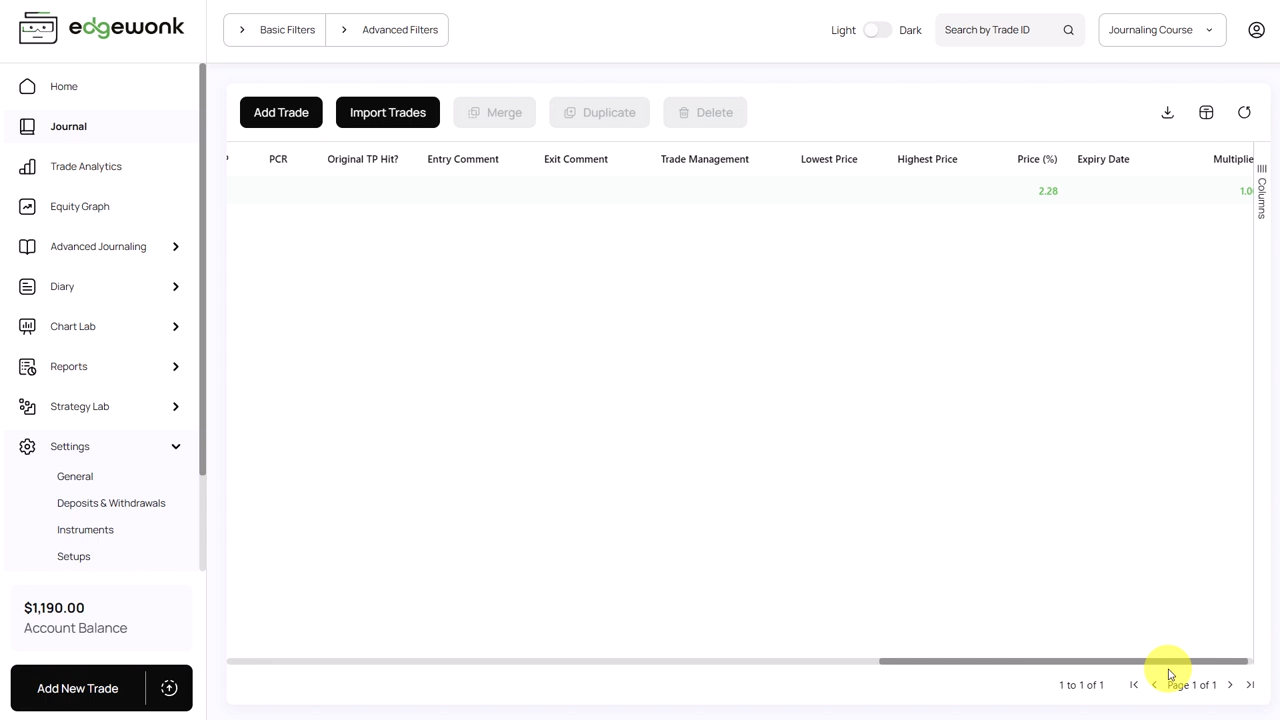 edgewonk
Basic Filters
Advanced Filters
Light
Dark
Search by Trade ID
Journaling Course
Home
Journal
Trade Analytics
Equity Graph
Advanced Journaling
Diary
Chart Lab
Reports
Strategy Lab
Settings
General
Deposits & Withdrawals
Instruments
Setups
$1,190.00
Account Balance
Add New Trade
Add Trade
Import Trades
Merge
Duplicate
Delete
PCR Original TP Hit? Entry Comment Exit Comment Trade Management Lowest Price Highest Price Price (%) Expiry Date Multiplie
2.28 1.0
Columns
1 to 1 of 1
Page 1 of 1